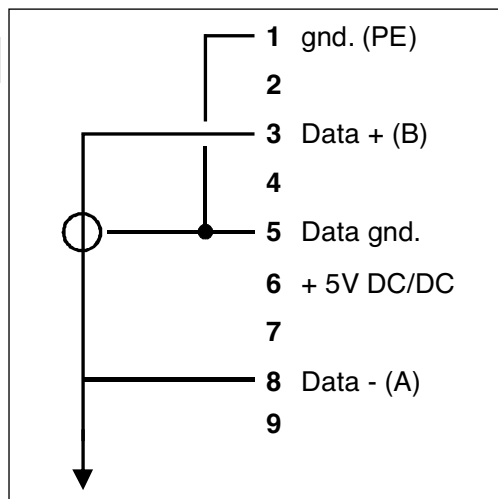 1 gnd. (PE)
2
3 Data + (B)
4
5 Data gnd.
6 + 5V DC/DC
7
8 Data - (A)
9